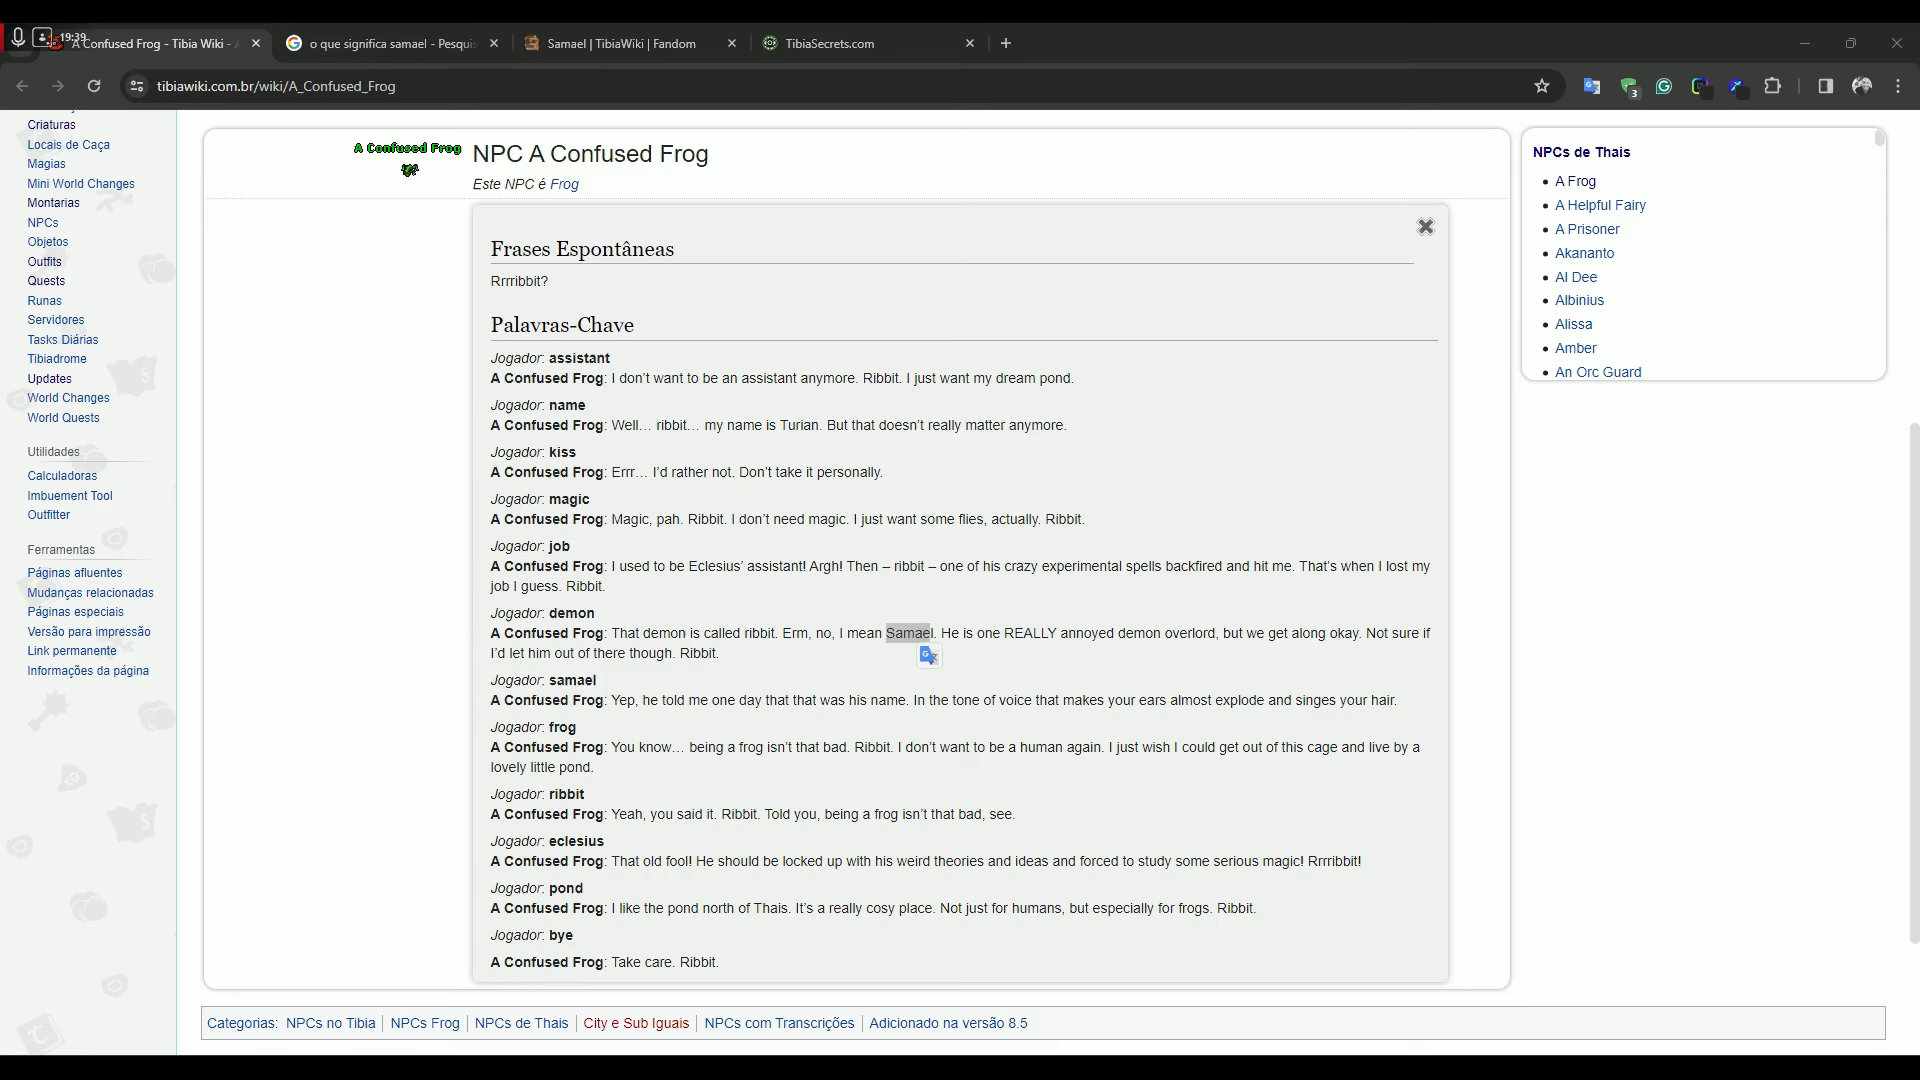 19:39
A Confused Frog - Tibia Wiki -
o que significa samael - Pesquis
Samael | TibiaWiki | Fandom
TibiaSecrets.com
tibiawiki.com.br/wiki/A_Confused_Frog
3
Criaturas
Locais de Caça
Magias
Mini World Changes
Montarias
NPCs
Objetos
Outfits
Quests
Runas
Servidores
Tasks Diárias
Tibiadrome
Updates
World Changes
World Quests
Utilidades
Calculadoras
Imbuement Tool
Outfitter
Ferramentas
Páginas afluentes
Mudanças relacionadas
Páginas especiais
Versão para impressão
Link permanente
Informações da página
A Confused Frog
NPC A Confused Frog
Este NPC é Frog
Frases Espontâneas
Rrrribbit?
Palavras-Chave
Jogador: assistant
A Confused Frog: I don’t want to be an assistant anymore. Ribbit. I just want my dream pond.
Jogador: name
A Confused Frog: Well… ribbit… my name is Turian. But that doesn’t really matter anymore.
Jogador: kiss
A Confused Frog: Errr… I’d rather not. Don’t take it personally.
Jogador: magic
A Confused Frog: Magic, pah. Ribbit. I don’t need magic. I just want some flies, actually. Ribbit.
Jogador: job
A Confused Frog: I used to be Eclesius’ assistant! Argh! Then – ribbit – one of his crazy experimental spells backfired and hit me. That’s when I lost my
job I guess. Ribbit.
Jogador: demon
A Confused Frog: That demon is called ribbit. Erm, no, I mean Samael. He is one REALLY annoyed demon overlord, but we get along okay. Not sure if
I’d let him out of there though. Ribbit.
Jogador: samael
A Confused Frog: Yep, he told me one day that that was his name. In the tone of voice that makes your ears almost explode and singes your hair.
Jogador: frog
A Confused Frog: You know… being a frog isn’t that bad. Ribbit. I don’t want to be a human again. I just wish I could get out of this cage and live by a
lovely little pond.
Jogador: ribbit
A Confused Frog: Yeah, you said it. Ribbit. Told you, being a frog isn’t that bad, see.
Jogador: eclesius
A Confused Frog: That old fool! He should be locked up with his weird theories and ideas and forced to study some serious magic! Rrrribbit!
Jogador: pond
A Confused Frog: I like the pond north of Thais. It’s a really cosy place. Not just for humans, but especially for frogs. Ribbit.
Jogador: bye
A Confused Frog: Take care. Ribbit.
NPCs de Thais
A Frog
A Helpful Fairy
A Prisoner
Akananto
Al Dee
Albinius
Alissa
Amber
An Orc Guard
Categorias: NPCs no Tibia | NPCs Frog | NPCs de Thais | City e Sub Iguais | NPCs com Transcrições | Adicionado na versão 8.5